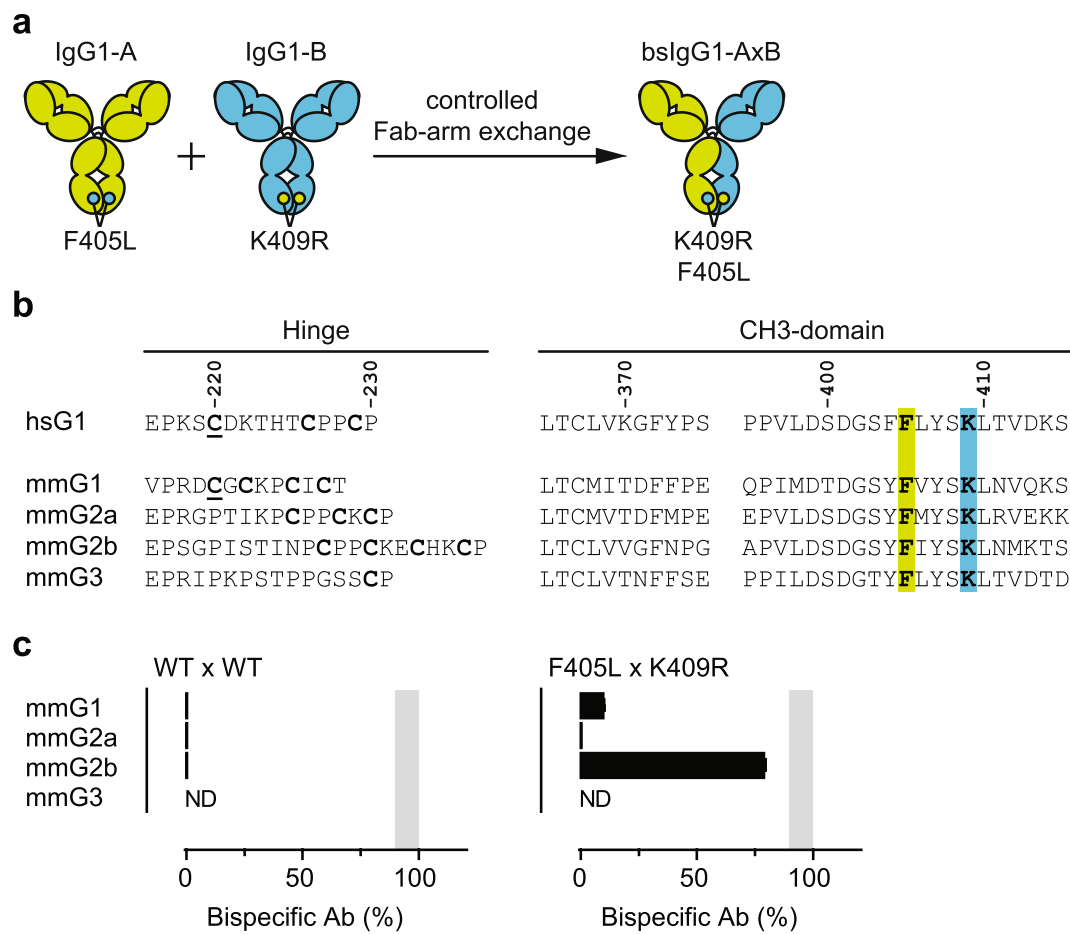 a
IgG1-A
IgG1-B
bsIgG1-AxB
controlled
Fab-arm exchange
+
F405L
K409R
K409R
F405L
b
Hinge
CH3-domain
-220
-230
-370
-400
-410
hsG1 EPKSCDKTHTCPPCP LTCLVKGFYPS PPVLDSDGSFFLYSKLTVDKS
mmG1 VPRDCGCKPCICT LTCMITDFFPE QPIMDTDGSYFVYSKLNVQKS
mmG2a EPRGPTIKPCPPCKCP LTCMVTDFMPE EPVLDSDGSYFMYSKLRVEKK
mmG2b EPSGPISTINPCPPCKECHKCP LTCLVVGFNPG APVLDSDGSYFIYSKLNMKTS
mmG3 EPRIPKPSTPPGSSCP LTCLVTNFFSE PPILDSDGTYFLYSKLTVDTD
c
WT x WT
F405L x K409R
mmG1
mmG2a
mmG2b
mmG3 ND ND
0 50 100 0 50 100
Bispecific Ab (%) Bispecific Ab (%)